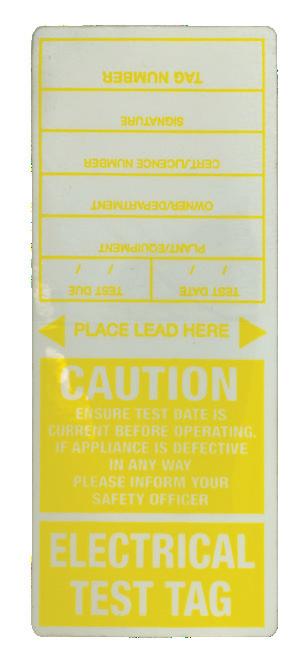 TAG NUMBER
SIGNATURE
CERT/LICENCE NUMBER
OWNER/DEPARTMENT
PLANT/EQUIPMENT
/ / / /
TEST DUE TEST DATE
PLACE LEAD HERE
CAUTION
ENSURE TEST DATE IS
CURRENT BEFORE OPERATING.
IF APPLIANCE IS DEFECTIVE
IN ANY WAY
PLEASE INFORM YOUR
SAFETY OFFICER
ELECTRICAL
TEST TAG